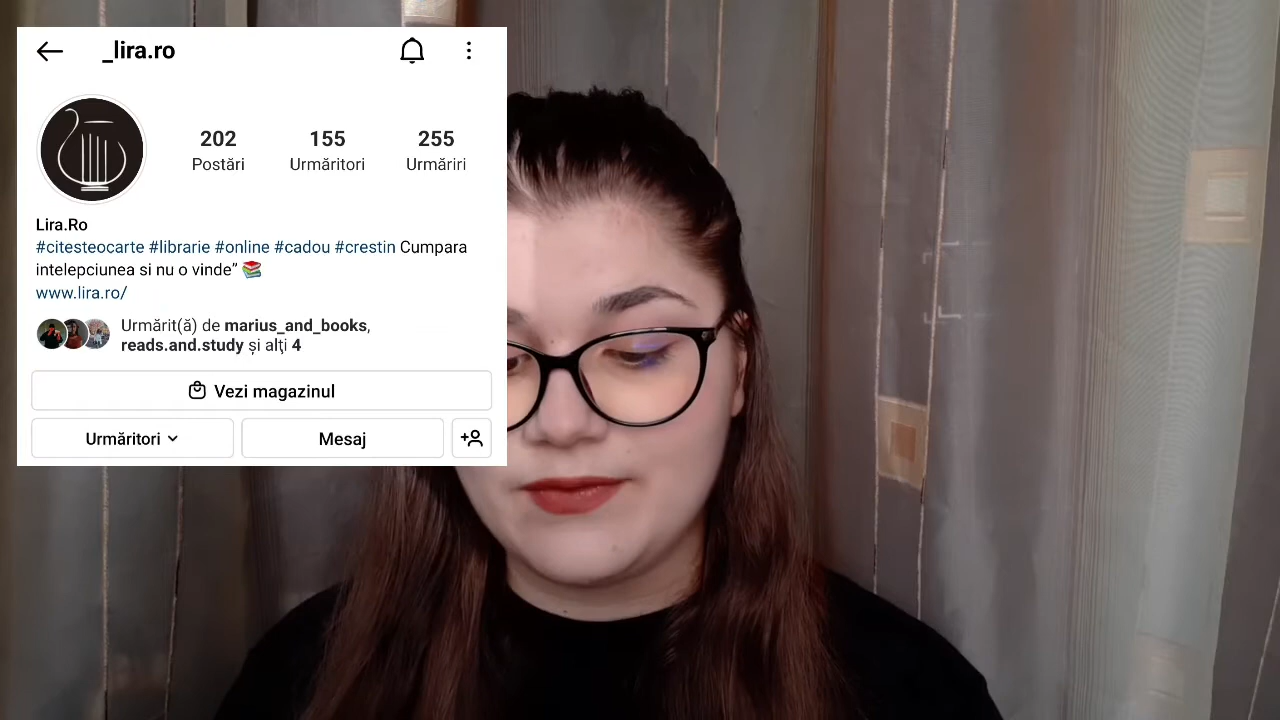 _lira.ro
202 155 255
Postări Urmăritori Urmăriri
Lira.Ro
#citesteocarte #librarie #online #cadou #crestin Cumpara
intelepciunea si nu o vinde” 📚
www.lira.ro/
Urmărit(ă) de marius_and_books,
reads.and.study și alți 4
Vezi magazinul
Urmăritori Mesaj